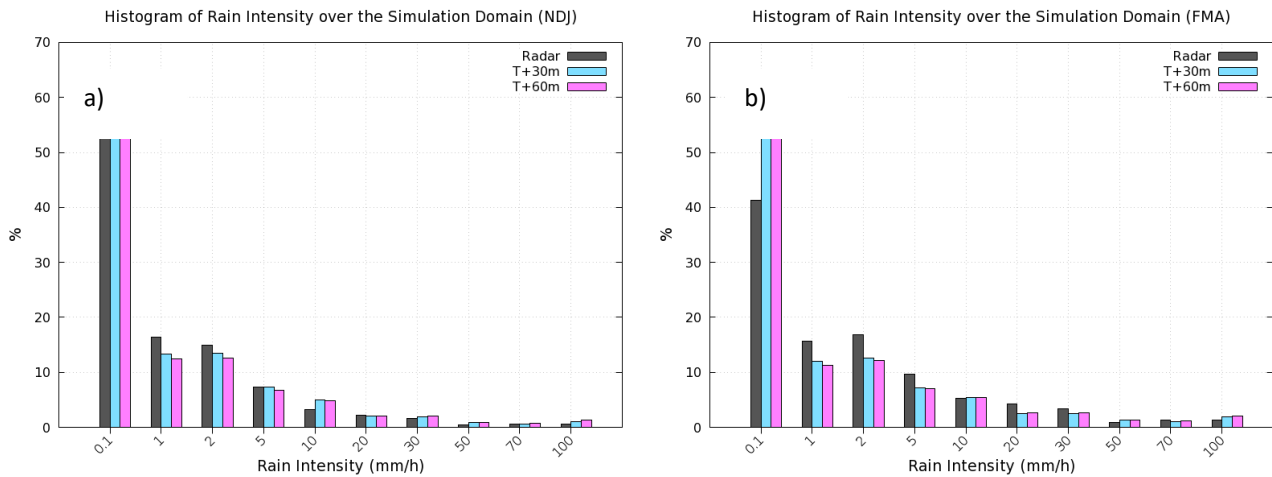 Histogram of Rain Intensity over the Simulation Domain (NDJ)
70
60
50
40
30
20
10
0
%
a)
Radar
T+30m
T+60m
0.1 1 2 5 10 20 30 50 70 100
Rain Intensity (mm/h)
Histogram of Rain Intensity over the Simulation Domain (FMA)
70
60
50
40
30
20
10
0
%
b)
Radar
T+30m
T+60m
0.1 1 2 5 10 20 30 50 70 100
Rain Intensity (mm/h)